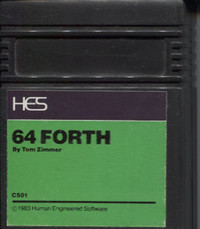 HES
64 FORTH
By Tom Zimmer
C501
© 1983 Human Engineered Software